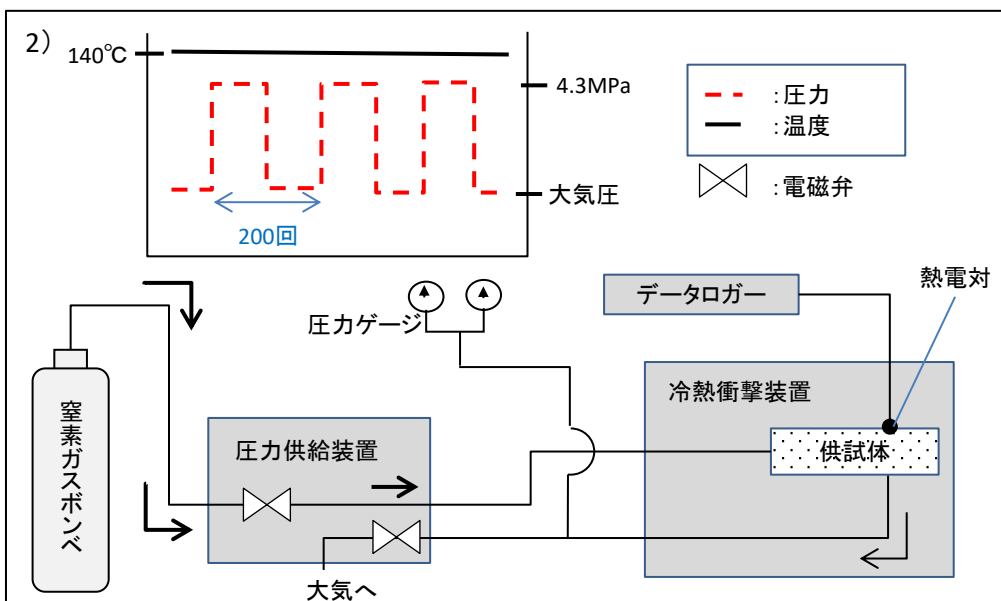 2）
140℃
4.3MPa
大気圧
200回
：圧力
：温度
：電磁弁
圧力ゲージ
データロガー
熱電対
冷熱衝撃装置
供試体
圧力供給装置
大気へ
窒素ガスボンベ